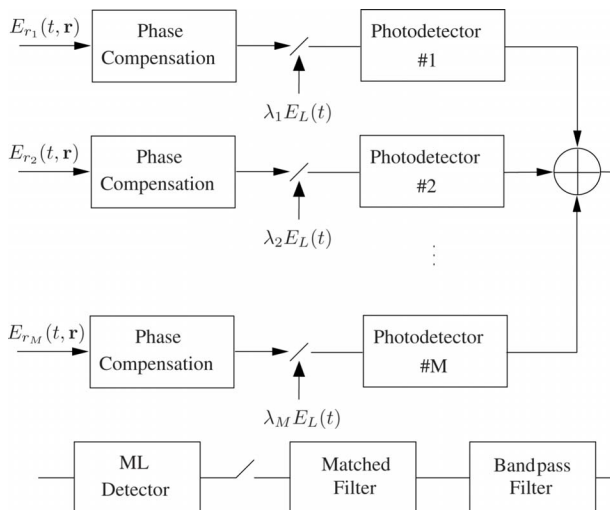 E_{r_1}(t, r)
Phase
Compensation
λ_1 E_L(t)
Photodetector
#1
E_{r_2}(t, r)
Phase
Compensation
λ_2 E_L(t)
Photodetector
#2
E_{r_M}(t, r)
Phase
Compensation
λ_M E_L(t)
Photodetector
#M
ML
Detector
Matched
Filter
Bandpass
Filter